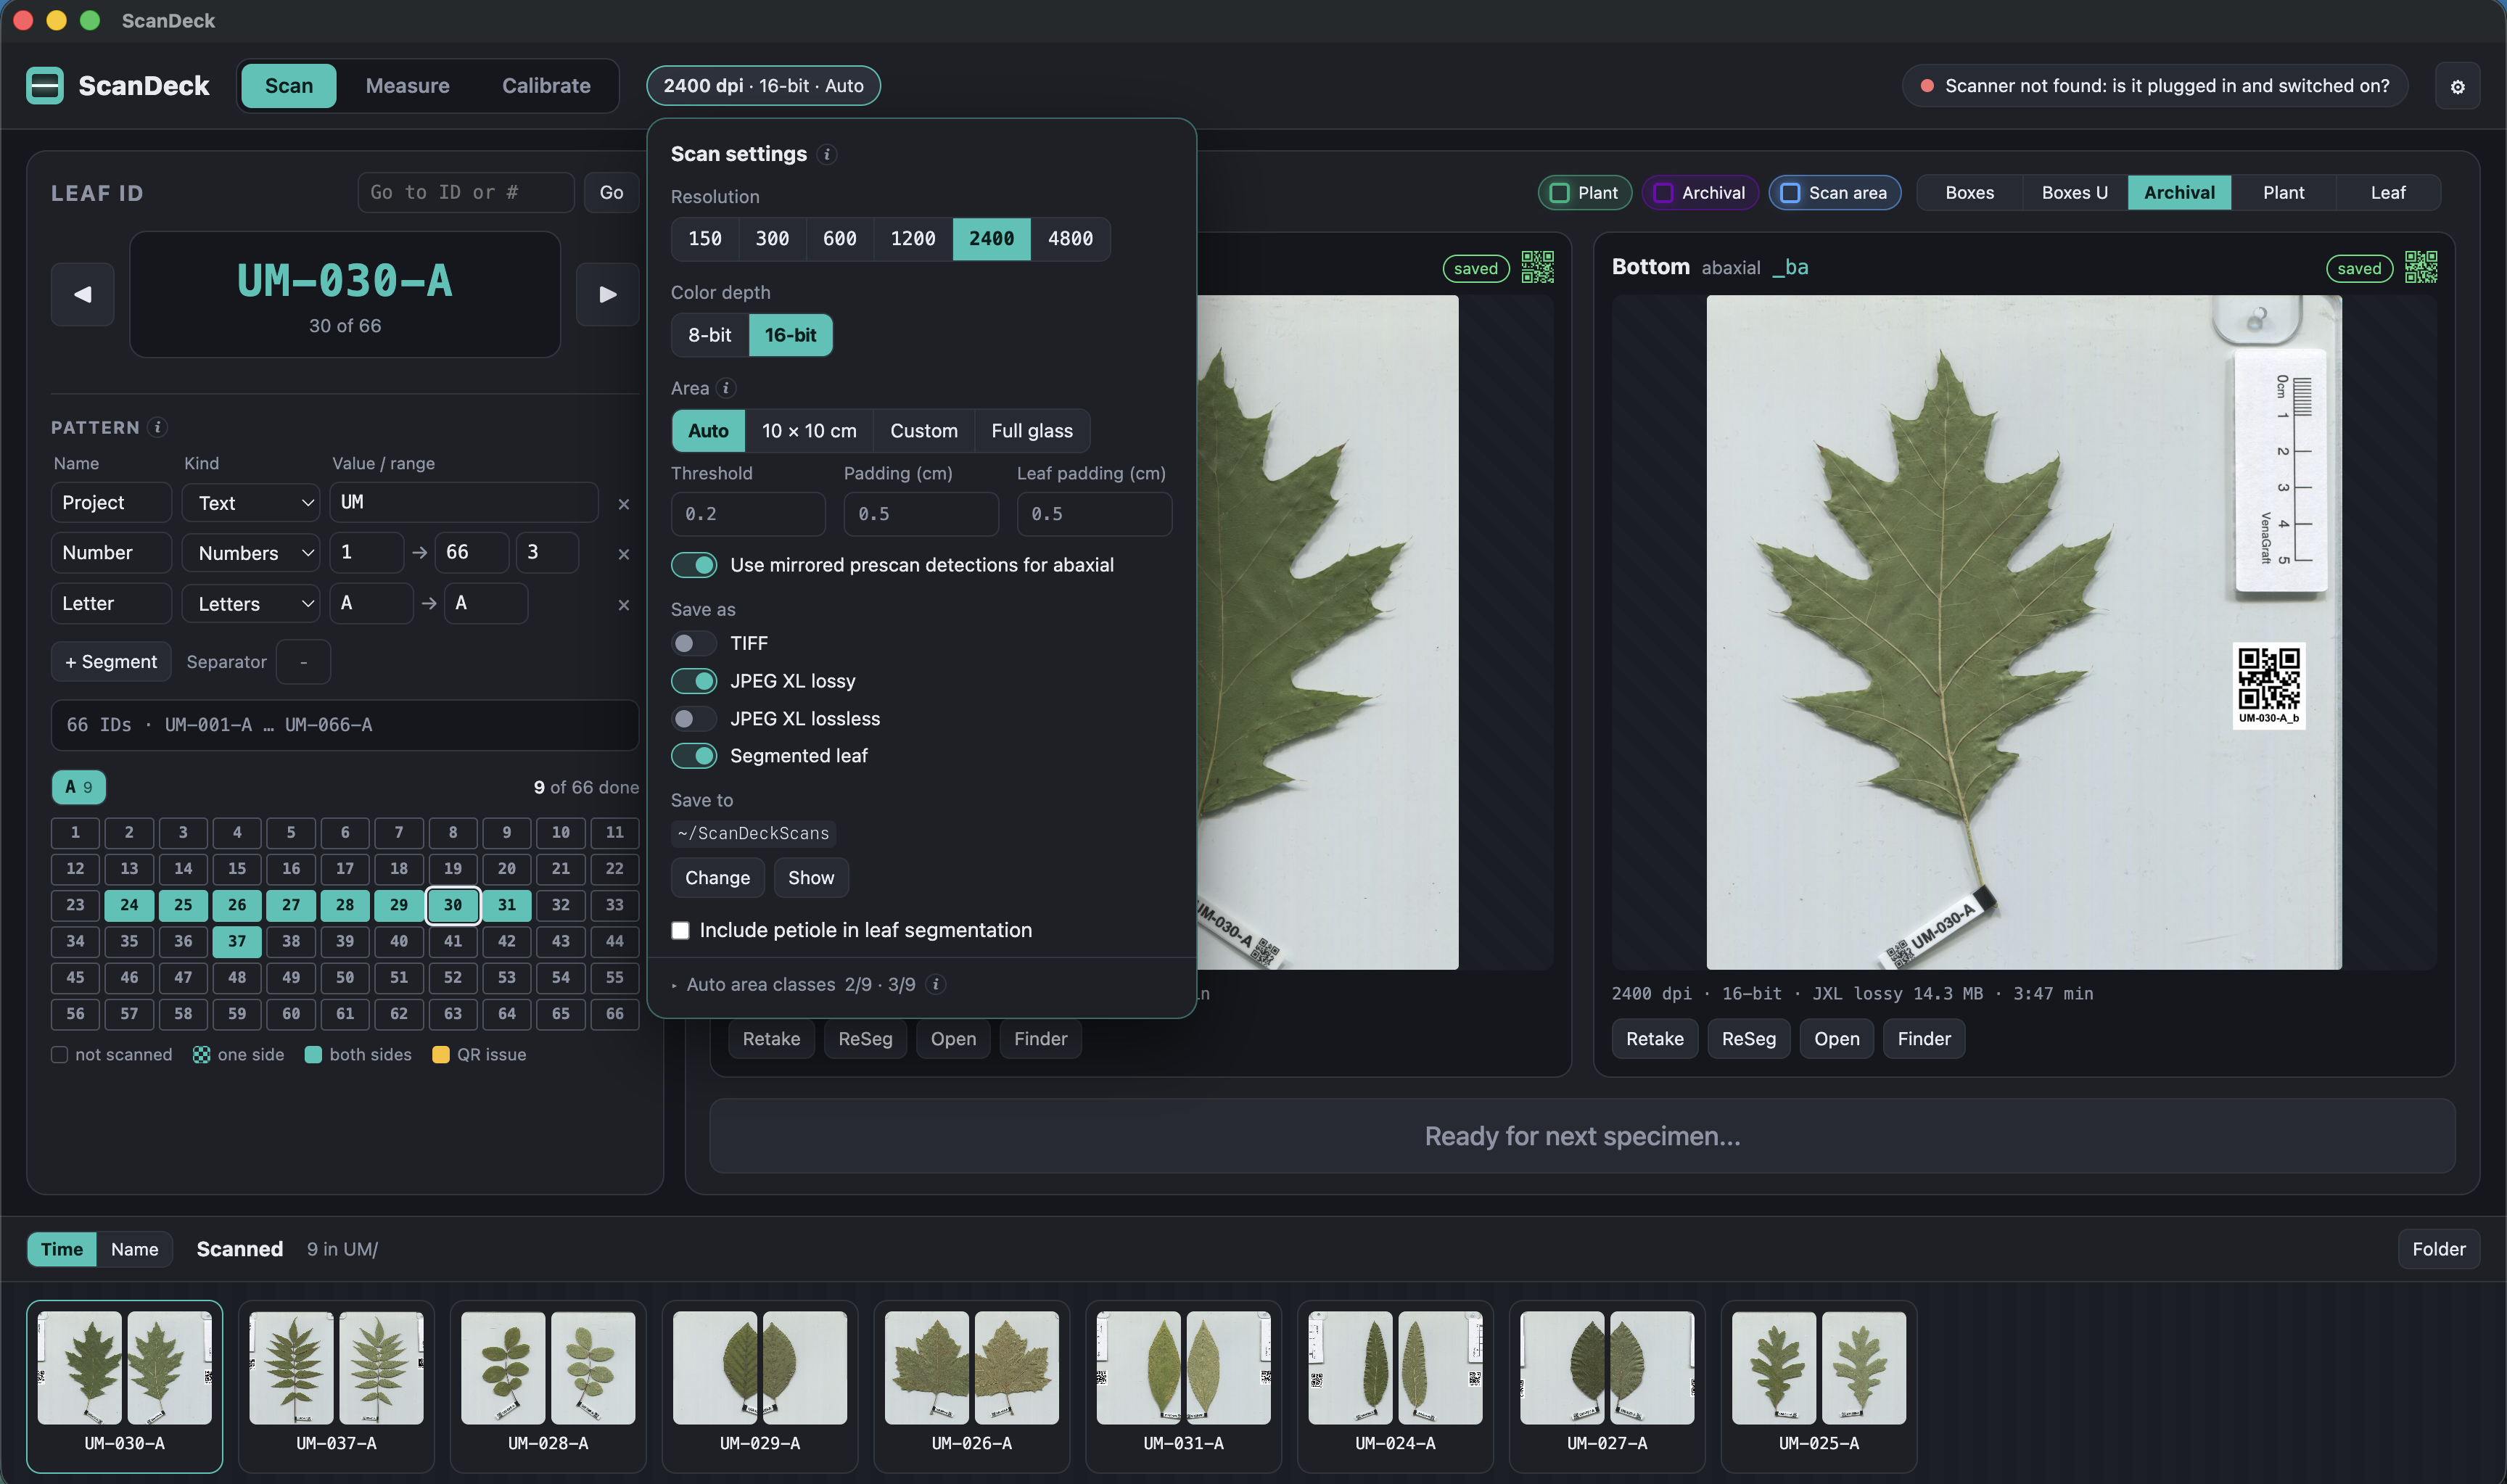 ScanDeck
ScanDeck
Scan Measure Calibrate
2400 dpi · 16-bit · Auto
Scanner not found: is it plugged in and switched on?
LEAF ID
Go to ID or #
Go
UM-030-A
30 of 66
PATTERN i
Name Kind Value / range
Project Text UM ×
Number Numbers 1 → 66 3 ×
Letter Letters A → A ×
+ Segment Separator -
66 IDs · UM-001-A … UM-066-A
A 9
9 of 66 done
1 2 3 4 5 6 7 8 9 10 11
12 13 14 15 16 17 18 19 20 21 22
23 24 25 26 27 28 29 30 31 32 33
34 35 36 37 38 39 40 41 42 43 44
45 46 47 48 49 50 51 52 53 54 55
56 57 58 59 60 61 62 63 64 65 66
not scanned one side both sides QR issue
Scan settings i
Resolution
150 300 600 1200 2400 4800
Color depth
8-bit 16-bit
Area i
Auto 10 × 10 cm Custom Full glass
Threshold Padding (cm) Leaf padding (cm)
0.2 0.5 0.5
Use mirrored prescan detections for abaxial
Save as
TIFF
JPEG XL lossy
JPEG XL lossless
Segmented leaf
Save to
~/ScanDeckScans
Change Show
Include petiole in leaf segmentation
Auto area classes 2/9 · 3/9 i
Plant Archival Scan area
Boxes Boxes U Archival Plant Leaf
saved
UM-030-A
in
Retake ReSeg Open Finder
Bottom abaxial _ba
saved
0cm 1 2 3 4 5
VenaGraft
UM-030-A_b
UM-030-A
2400 dpi · 16-bit · JXL lossy 14.3 MB · 3:47 min
Retake ReSeg Open Finder
Ready for next specimen...
Time Name Scanned 9 in UM/
Folder
UM-030-A UM-037-A UM-028-A UM-029-A UM-026-A UM-031-A UM-024-A UM-027-A UM-025-A